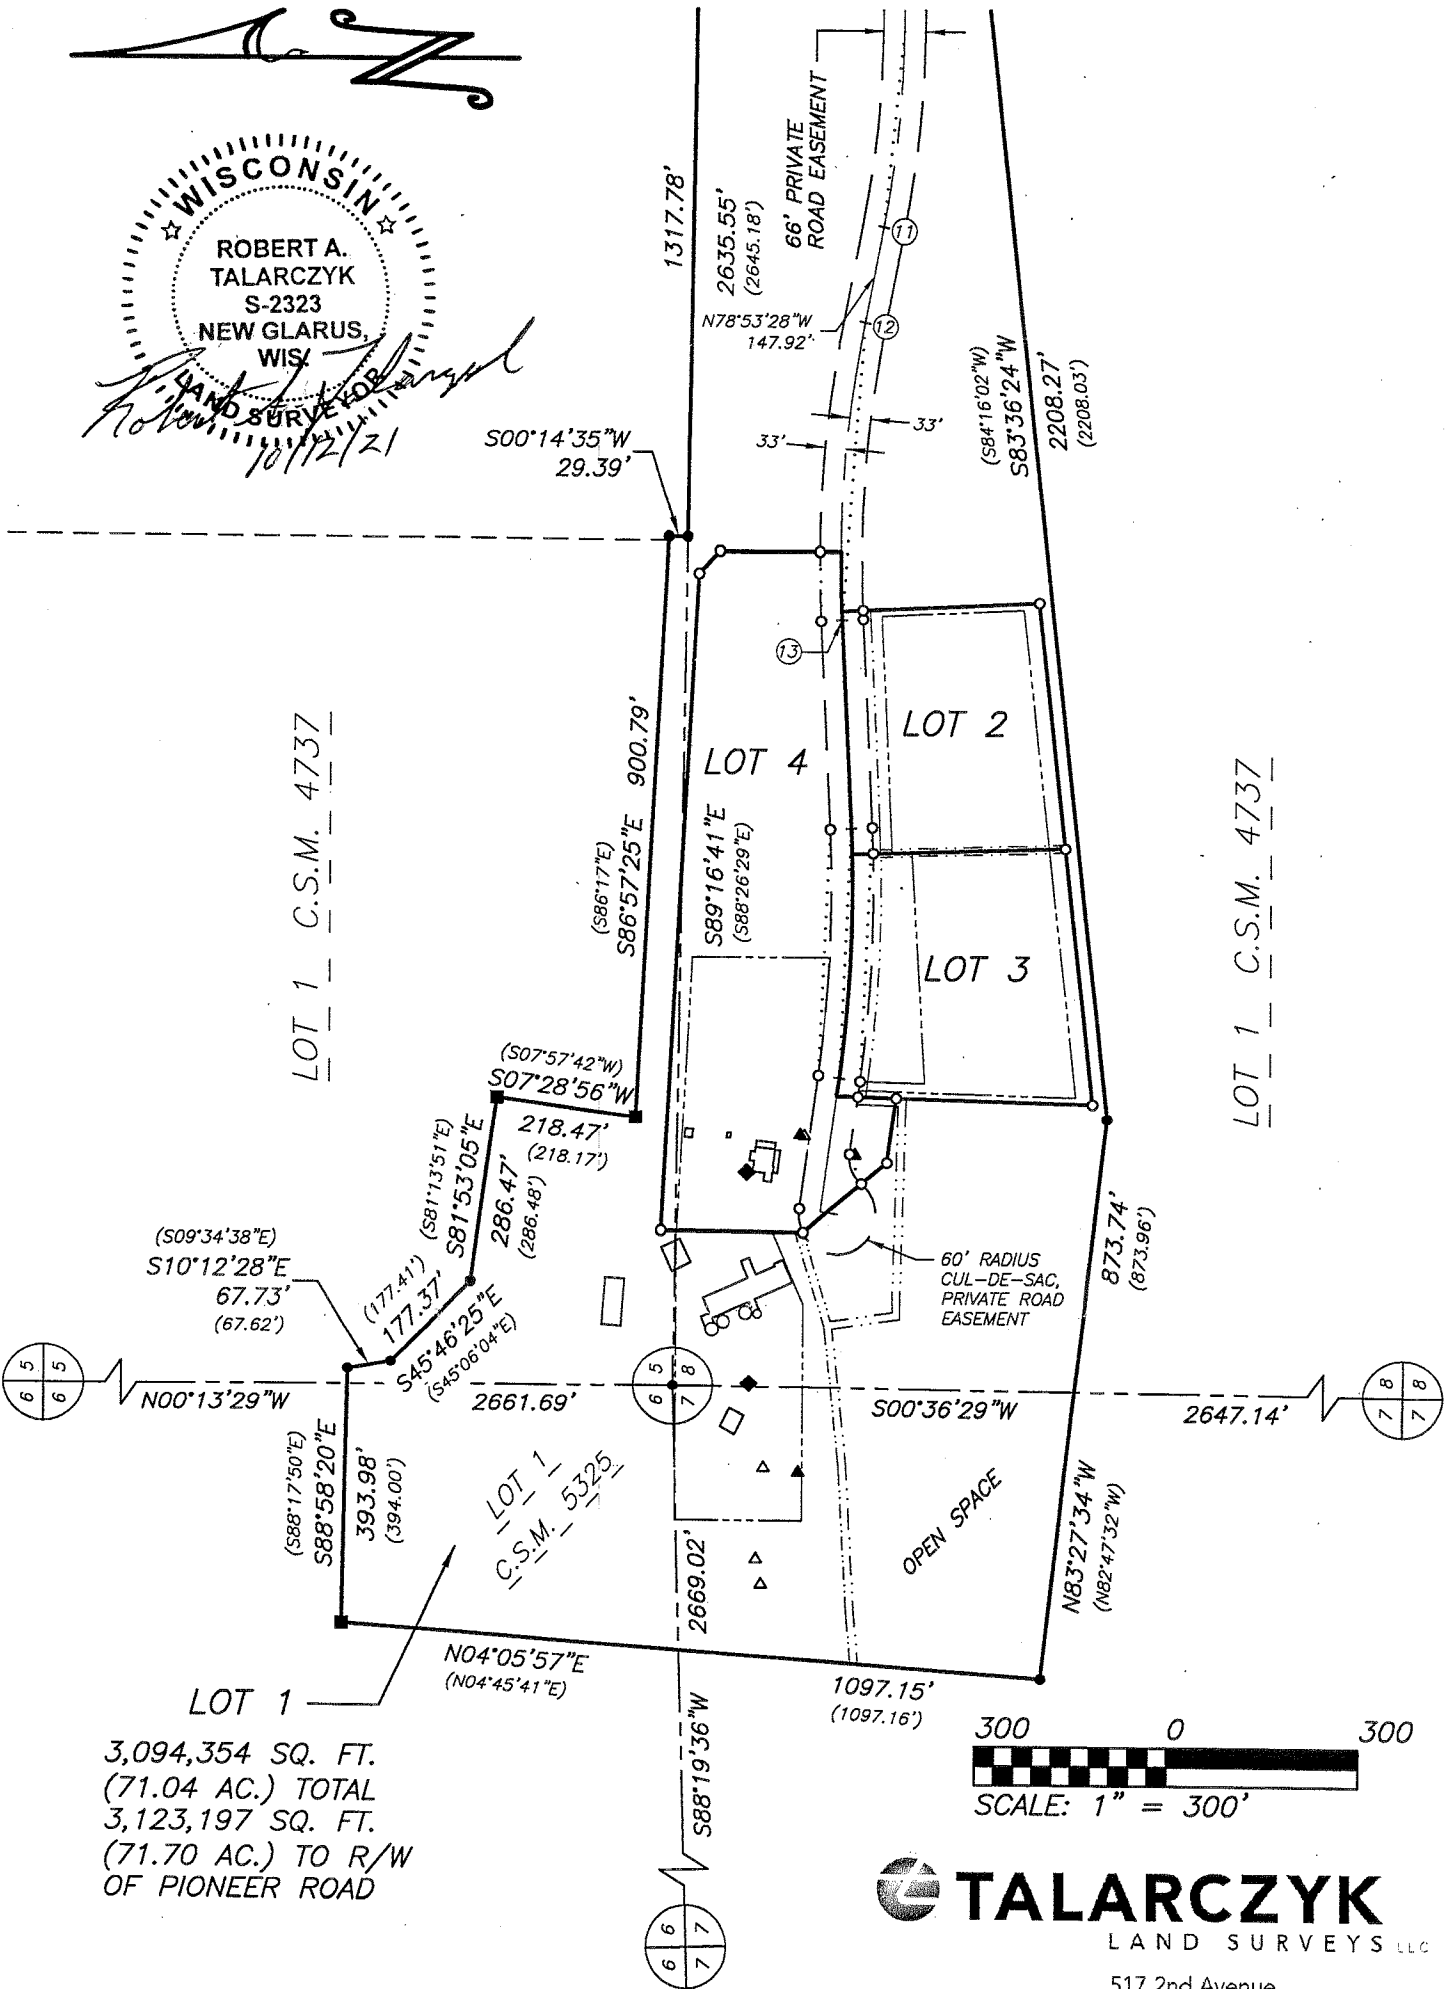 WISCONSIN
ROBERT A.
TALARCZYK
S-2323
NEW GLARUS,
WIS.
LAND SURVEYOR
10/12/21
1317.78'
2635.55'
(2645.18')
66' PRIVATE
ROAD EASEMENT
11
N78°53'28"W
147.92'
12
33'
33'
(S84°16'02"W)
S83°36'24"W
2208.27'
(2208.03')
S00°14'35"W
29.39'
13
LOT 2
LOT 4
LOT 3
LOT 1 C.S.M. 4737
(S86°17'E)
S86°57'25"E 900.79'
S89°16'41"E
(S88°26'29"E)
LOT 1 C.S.M. 4737
(S07°57'42"W)
S07°28'56"W
218.47'
(218.17')
(S81°13'51"E)
S81°53'05"E
286.47'
(286.48')
(S09°34'38"E)
S10°12'28"E
67.73'
(67.62')
(177.41')
177.37'
S45°46'25"E
(S45°06'04"E)
60' RADIUS
CUL-DE-SAC,
PRIVATE ROAD
EASEMENT
873.74'
(873.96')
5 5
6 6
N00°13'29"W
2661.69'
5 8
6 7
S00°36'29"W
2647.14'
8 8
7 7
(S88°17'50"E)
S88°58'20"E
393.98'
(394.00')
LOT 1
C.S.M. 5325
OPEN SPACE
N83°27'34"W
(N82°47'32"W)
2669.02'
N04°05'57"E
(N04°45'41"E)
1097.15'
(1097.16')
S88°19'36"W
LOT 1
3,094,354 SQ. FT.
(71.04 AC.) TOTAL
3,123,197 SQ. FT.
(71.70 AC.) TO R/W
OF PIONEER ROAD
300 0 300
SCALE: 1" = 300'
6 7
6 7
TALARCZYK
LAND SURVEYS LLC
517 2nd Avenue